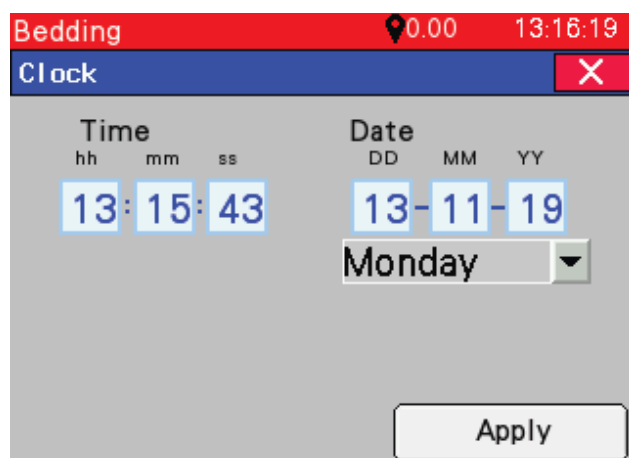 Bedding 0.00 13:16:19
Clock X
Time Date
hh mm ss DD MM YY
13:15:43 13-11-19
Monday
Apply